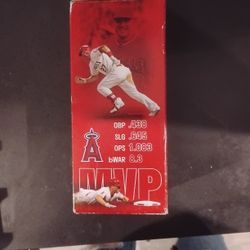 OBP .438
SLG .645
OPS 1.083
bWAR 8.3
A
MVP